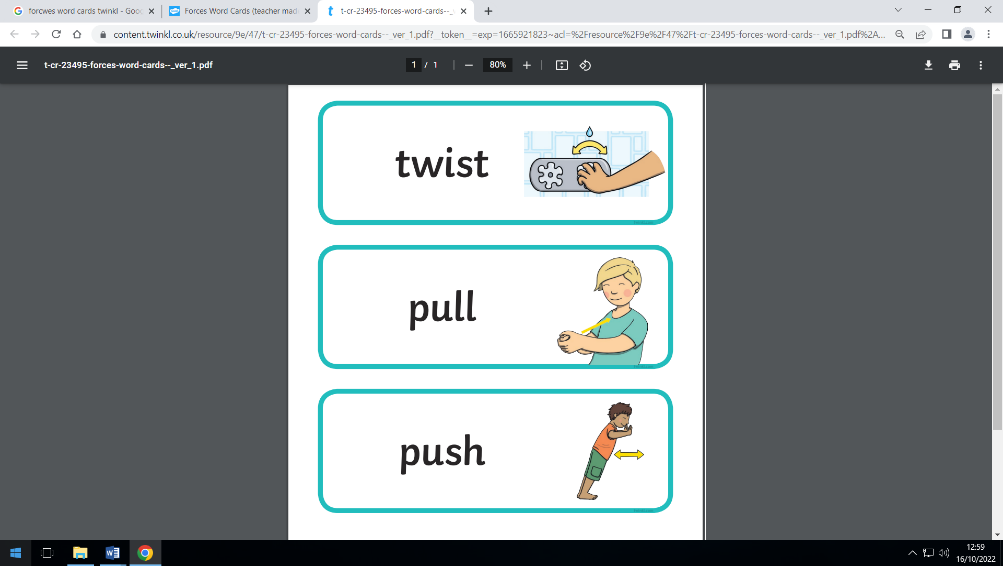 forcwes word cards twinkl - Goo
Forces Word Cards (teacher mad
t-cr-23495-forces-word-cards--_
content.twinkl.co.uk/resource/9e/47/t-cr-23495-forces-word-cards--_ver_1.pdf?_token_=exp=1665921823~acl=%2Fresource%2F9e%2F47%2Ft-cr-23495-forces-word-cards--_ver_1.pdf%2A...
t-cr-23495-forces-word-cards--_ver_1.pdf
1 / 1
80%
twist
pull
push
12:59
16/10/2022